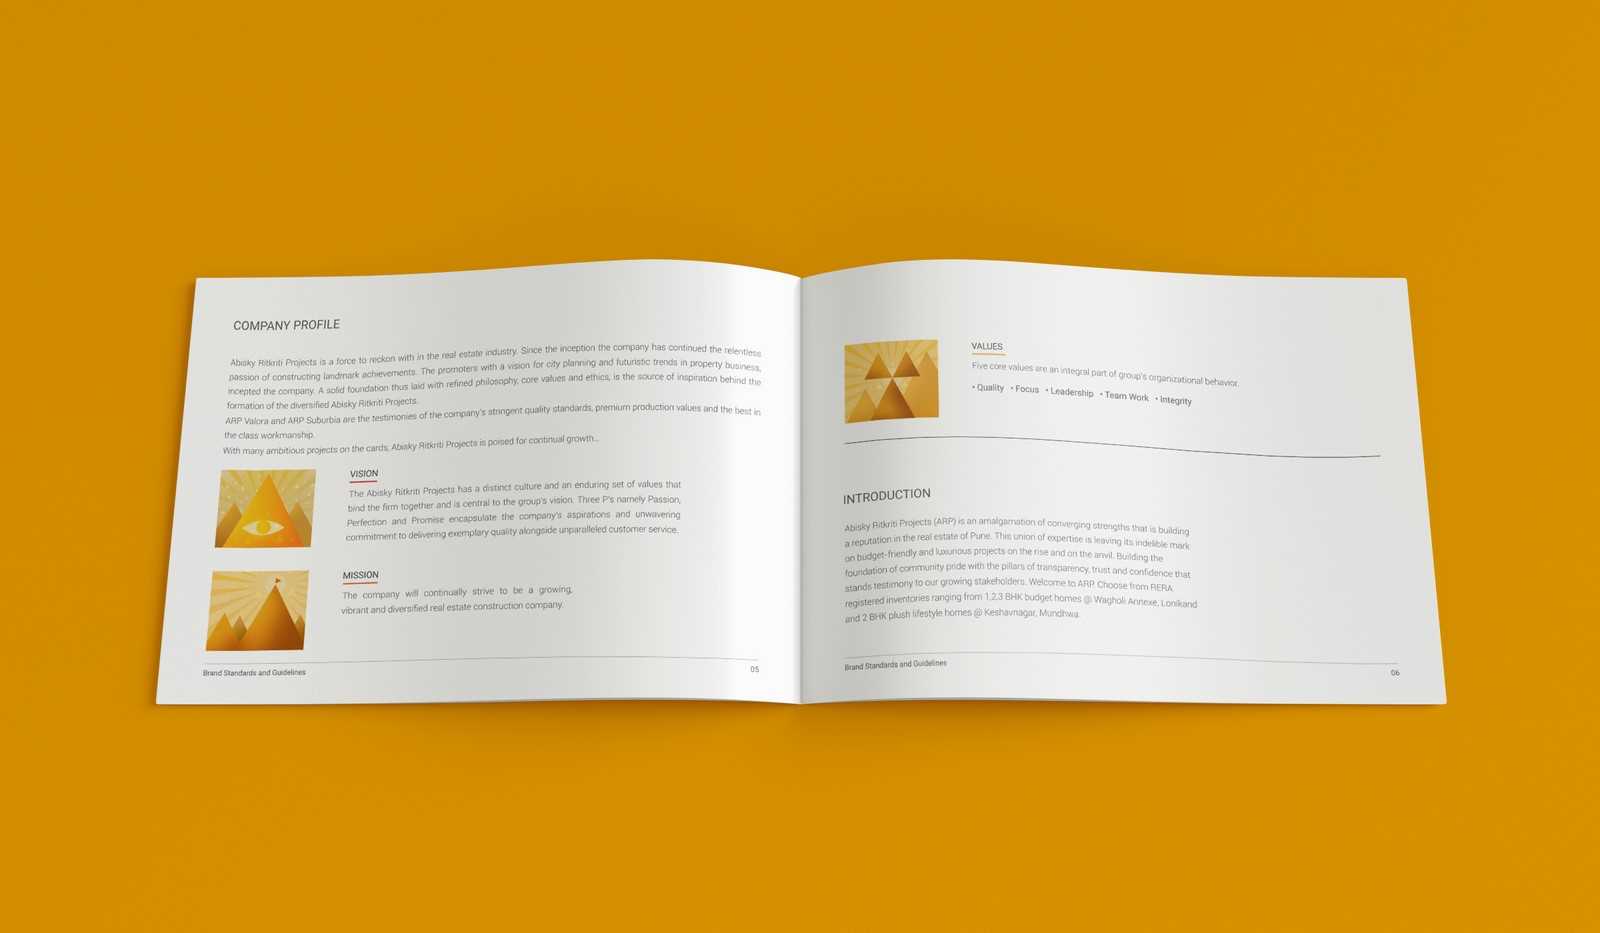 COMPANY PROFILE
Abisky Ritkriti Projects is a force to reckon with in the real estate industry. Since the inception the company has continued the relentless
passion of constructing landmark achievements. The promoters with a vision for city planning and futuristic trends in property business,
incepted the company. A solid foundation thus laid with refined philosophy, core values and ethics, is the source of inspiration behind the
formation of the diversified Abisky Ritkriti Projects.
ARP Valora and ARP Suburbia are the testimonies of the company's stringent quality standards, premium production values and the best in
the class workmanship.
With many ambitious projects on the cards, Abisky Ritkriti Projects is poised for continual growth...
VISION
The Abisky Ritkriti Projects has a distinct culture and an enduring set of values that
bind the firm together and is central to the group's vision. Three P's namely Passion,
Perfection and Promise encapsulate the company's aspirations and unwavering
commitment to delivering exemplary quality alongside unparalleled customer service.
MISSION
The company will continually strive to be a growing,
vibrant and diversified real estate construction company.
Brand Standards and Guidelines
05
VALUES
Five core values are an integral part of group's organizational behavior.
• Quality • Focus • Leadership • Team Work • Integrity
INTRODUCTION
Abisky Ritkriti Projects (ARP) is an amalgamation of converging strengths that is building
a reputation in the real estate of Pune. This union of expertise is leaving its indelible mark
on budget-friendly and luxurious projects on the rise and on the anvil. Building the
foundation of community pride with the pillars of transparency, trust and confidence that
stands testimony to our growing stakeholders. Welcome to ARP. Choose from RERA
registered inventories ranging from 1,2,3 BHK budget homes @ Wagholi Annexe, Lonikand
and 2 BHK plush lifestyle homes @ Keshavnagar, Mundhwa.
Brand Standards and Guidelines
06